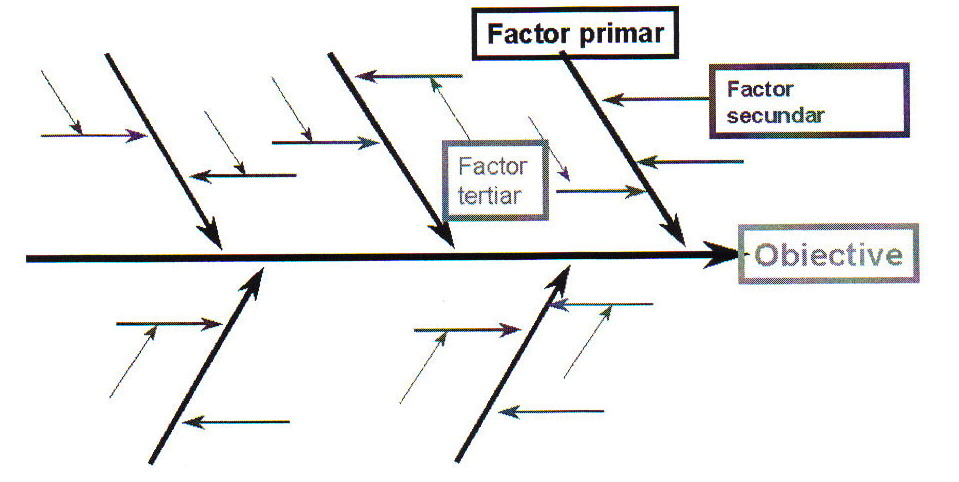 Factor primar
Factor
secundar
Factor
tertiar
Obiective